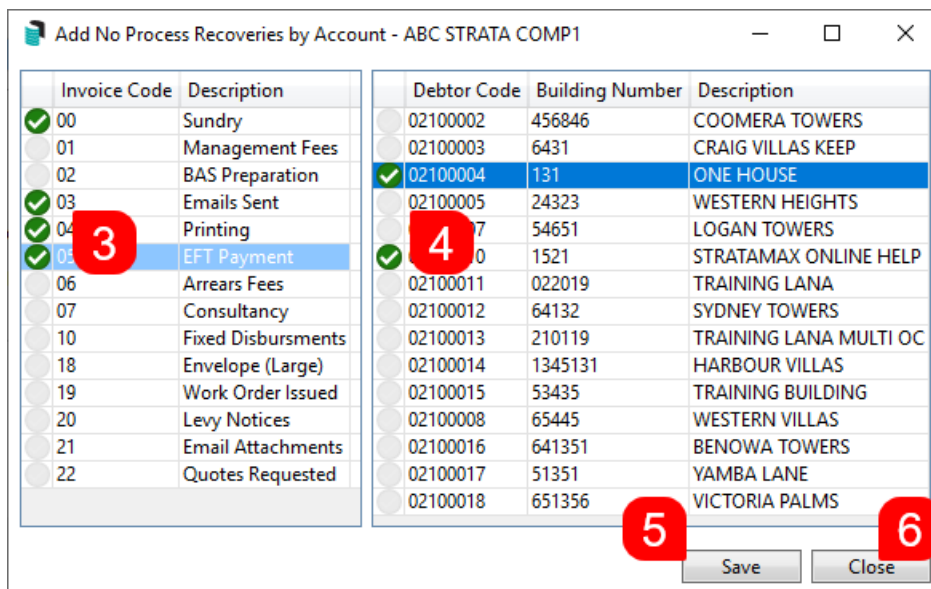 Add No Process Recoveries by Account - ABC STRATA COMP1
Invoice Code Description
00 Sundry
01 Management Fees
02 BAS Preparation
03 Emails Sent
04 Printing
05 EFT Payment
06 Arrears Fees
07 Consultancy
10 Fixed Disbursments
18 Envelope (Large)
19 Work Order Issued
20 Levy Notices
21 Email Attachments
22 Quotes Requested
3
Debtor Code Building Number Description
02100002 456846 COOMERA TOWERS
02100003 6431 CRAIG VILLAS KEEP
02100004 131 ONE HOUSE
02100005 24323 WESTERN HEIGHTS
54651 LOGAN TOWERS
1521 STRATAMAX ONLINE HELP
02100011 022019 TRAINING LANA
02100012 64132 SYDNEY TOWERS
02100013 210119 TRAINING LANA MULTI OC
02100014 1345131 HARBOUR VILLAS
02100015 53435 TRAINING BUILDING
02100008 65445 WESTERN VILLAS
02100016 641351 BENOWA TOWERS
02100017 51351 YAMBA LANE
02100018 651356 VICTORIA PALMS
4
5 6
Save Close